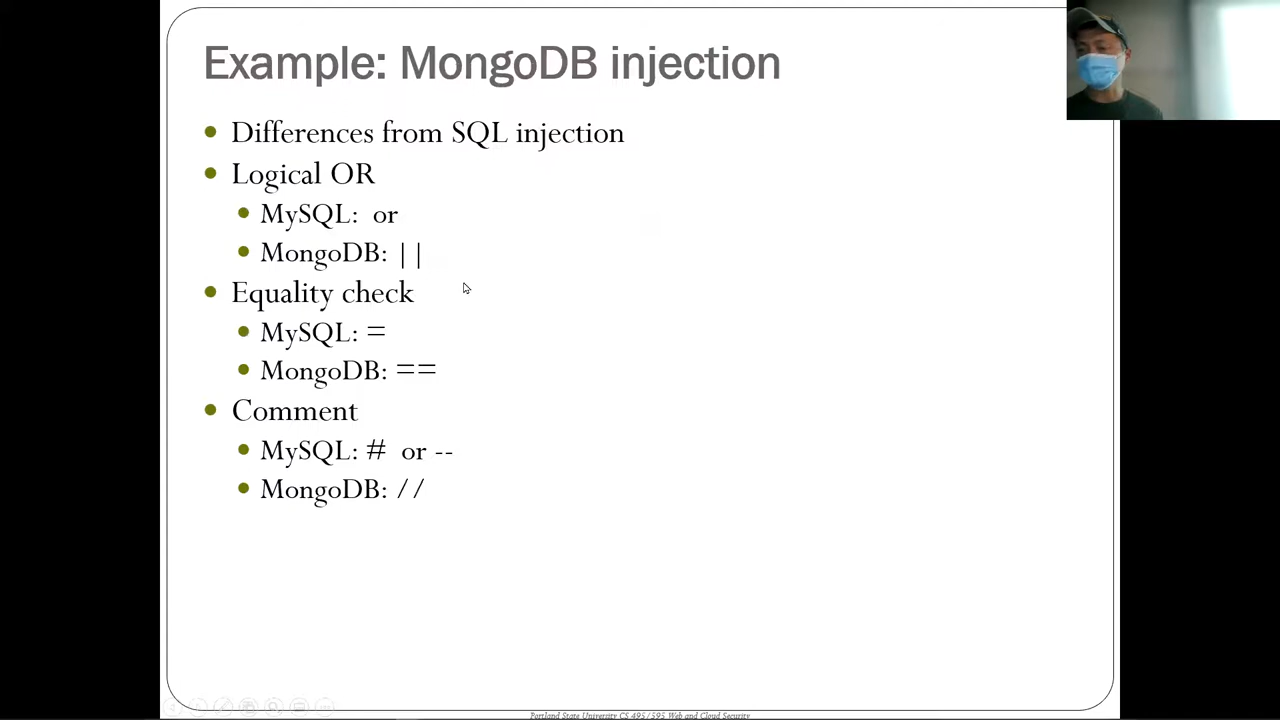 Example: MongoDB injection
Differences from SQL injection
Logical OR
MySQL: or
MongoDB: ||
Equality check
MySQL: =
MongoDB: ==
Comment
MySQL: # or --
MongoDB: //
Portland State University CS 495/595 Web and Cloud Security